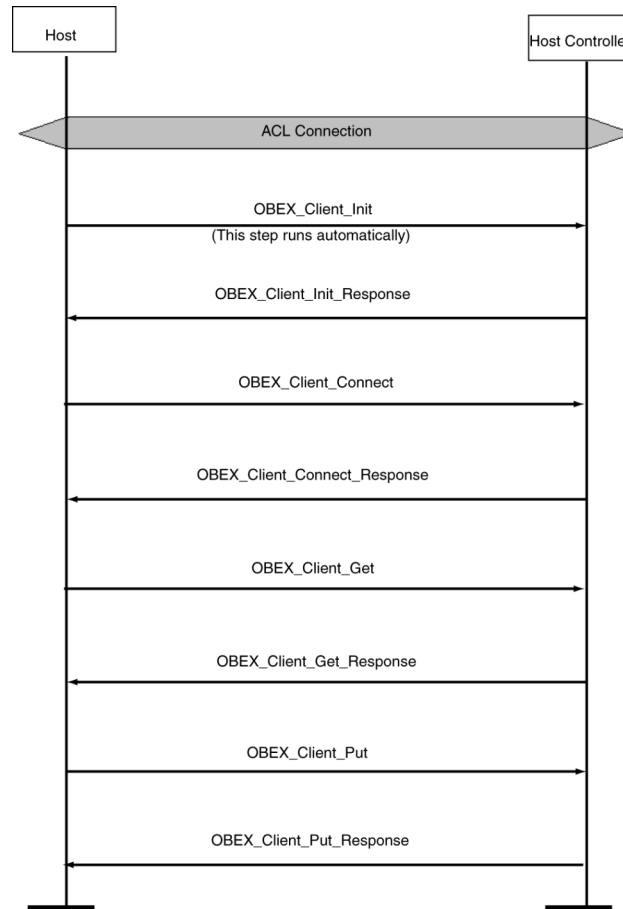 Host
Host Controlle
ACL Connection
OBEX_Client_Init
(This step runs automatically)
OBEX_Client_Init_Response
OBEX_Client_Connect
OBEX_Client_Connect_Response
OBEX_Client_Get
OBEX_Client_Get_Response
OBEX_Client_Put
OBEX_Client_Put_Response